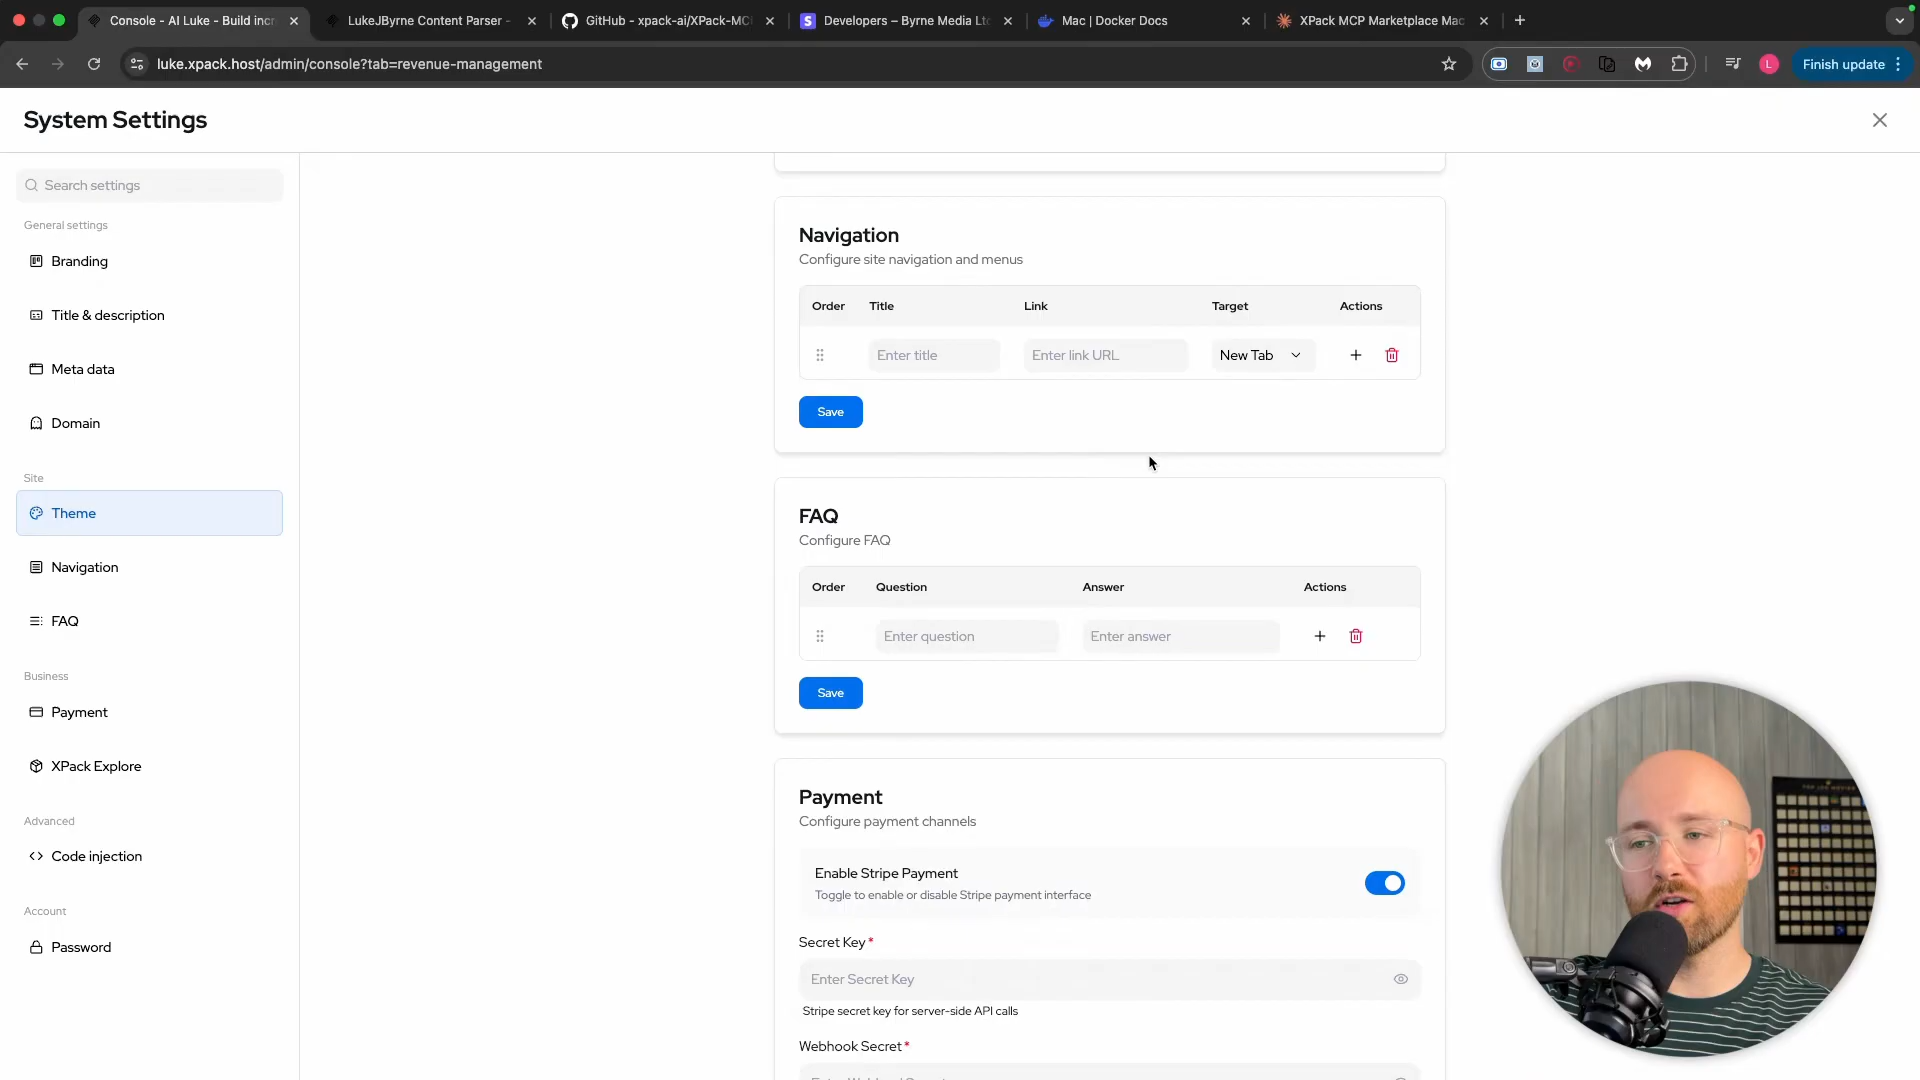 Console - AI Luke - Build incr
LukeJByrne Content Parser -
GitHub - xpack-ai/XPack-MC
Developers – Byrne Media Lt
Mac | Docker Docs
XPack MCP Marketplace Mac
luke.xpack.host/admin/console?tab=revenue-management
L
Finish update
System Settings
Search settings
General settings
Branding
Title & description
Meta data
Domain
Site
Theme
Navigation
FAQ
Business
Payment
XPack Explore
Advanced
Code injection
Account
Password
Navigation
Configure site navigation and menus
Order Title Link Target Actions
Enter title Enter link URL New Tab
Save
FAQ
Configure FAQ
Order Question Answer Actions
Enter question Enter answer
Save
Payment
Configure payment channels
Enable Stripe Payment
Toggle to enable or disable Stripe payment interface
Secret Key *
Enter Secret Key
Stripe secret key for server-side API calls
Webhook Secret *